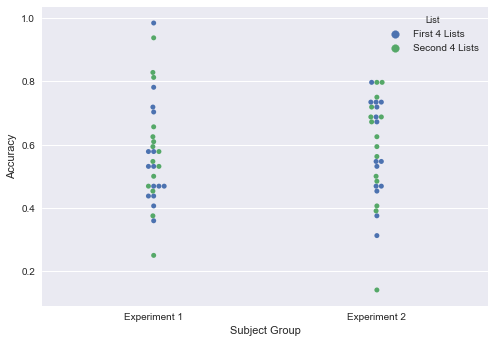 List
First 4 Lists
Second 4 Lists
1.0
0.8
0.6
0.4
0.2
Accuracy
Experiment 1
Experiment 2
Subject Group